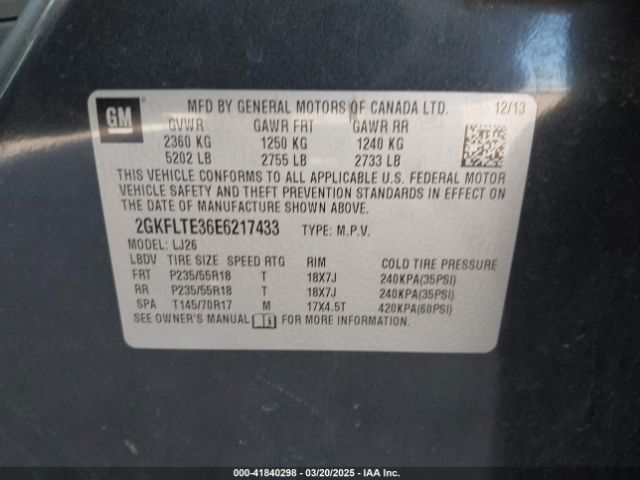 GM
MFD BY GENERAL MOTORS OF CANADA LTD. 12/13
GVWR GAWR FRT GAWR RR
2360 KG 1250 KG 1240 KG
5202 LB 2755 LB 2733 LB
THIS VEHICLE CONFORMS TO ALL APPLICABLE U.S. FEDERAL MOTOR
VEHICLE SAFETY AND THEFT PREVENTION STANDARDS IN EFFECT ON
THE DATE OF MANUFACTURE SHOWN ABOVE.
2GKFLTE36E6217433 TYPE: M.P.V.
MODEL: LJ26
LBDV TIRE SIZE SPEED RTG RIM COLD TIRE PRESSURE
FRT P235/55R18 T 18X7J 240KPA(35PSI)
RR P235/55R18 T 18X7J 240KPA(35PSI)
SPA T145/70R17 M 17X4.5T 420KPA(60PSI)
SEE OWNER'S MANUAL FOR MORE INFORMATION.
000-41840298 - 03/20/2025 - IAA Inc.